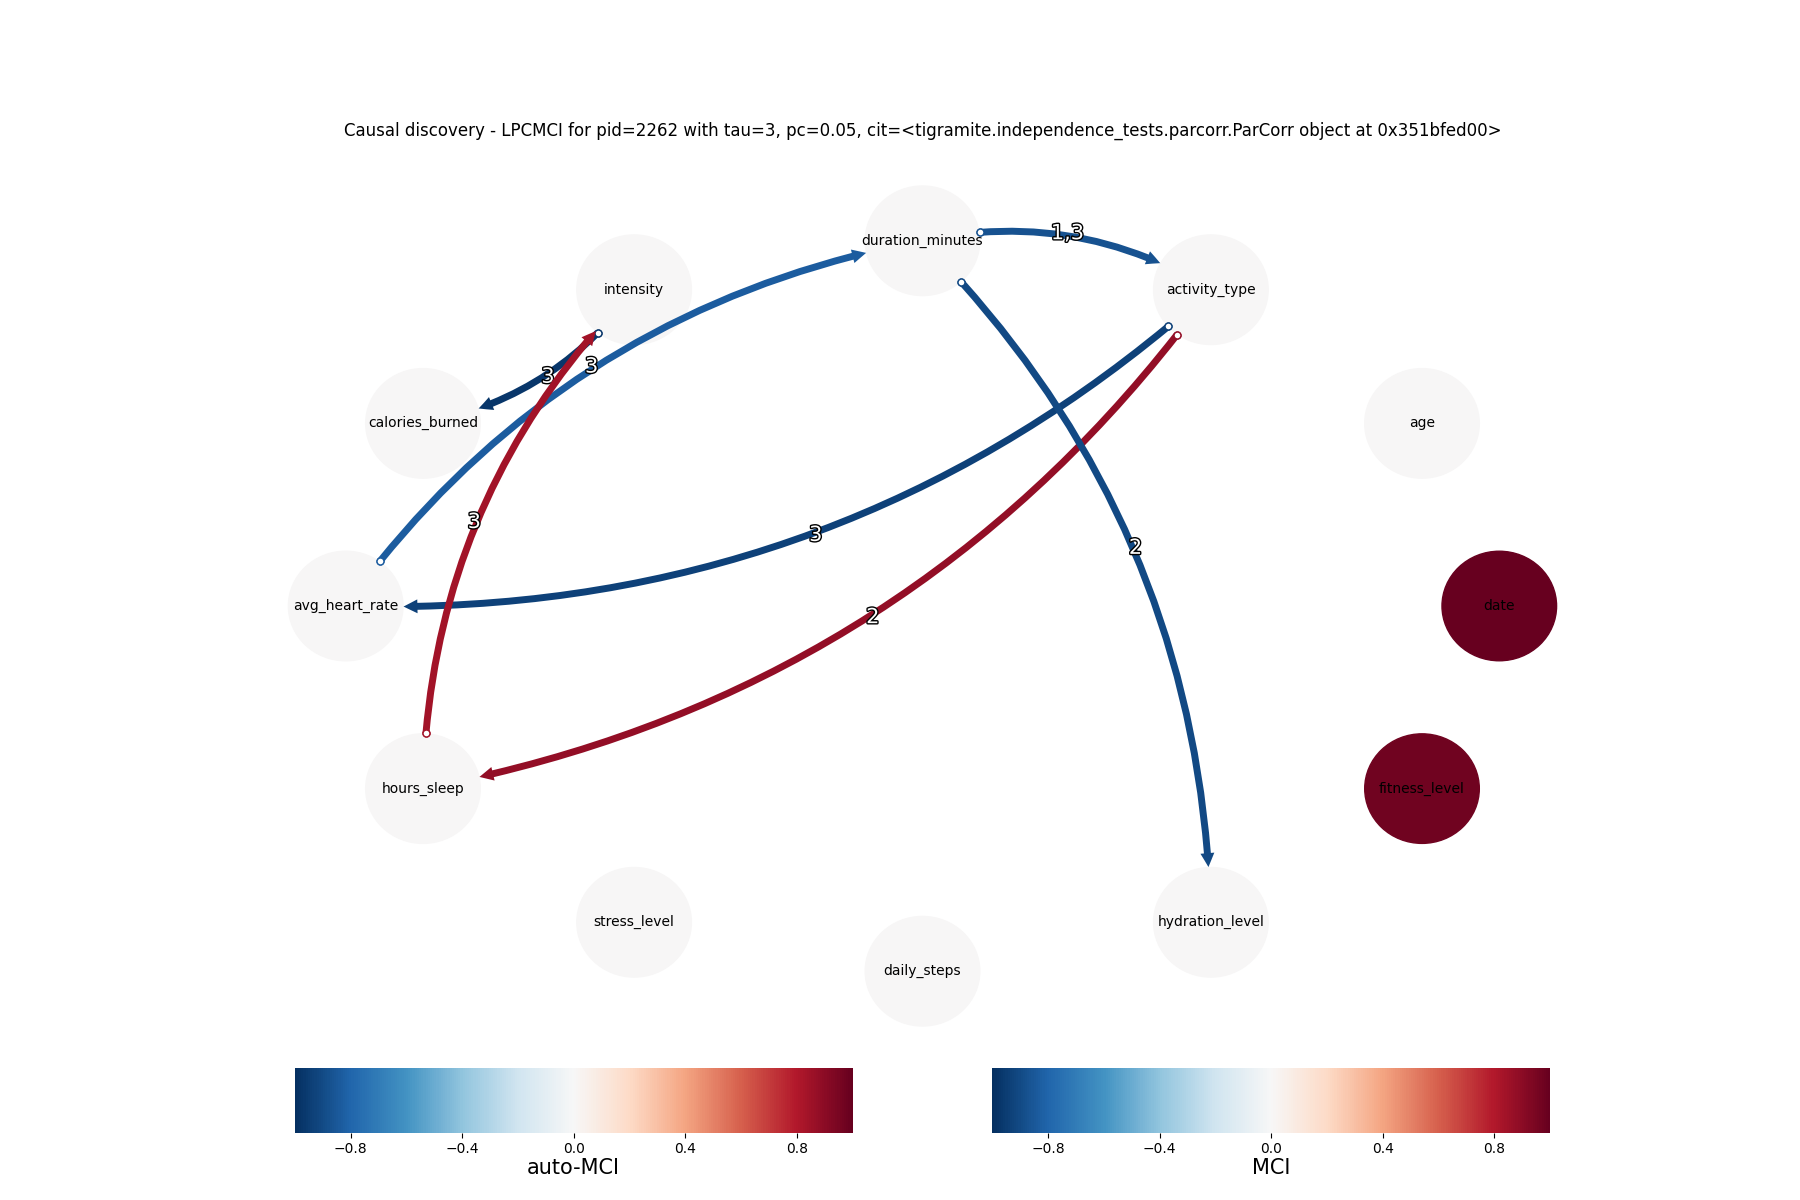 Causal discovery - LPCMCI for pid=2262 with tau=3, pc=0.05, cit=<tigramite.independence_tests.parcorr.ParCorr object at 0x351bfed00>
duration_minutes
1,3
intensity
activity_type
3
3
calories_burned
age
3
3
2
avg_heart_rate
date
2
hours_sleep
fitness_level
stress_level
hydration_level
daily_steps
−0.8 −0.4 0.0 0.4 0.8
auto-MCI
−0.8 −0.4 0.0 0.4 0.8
MCI